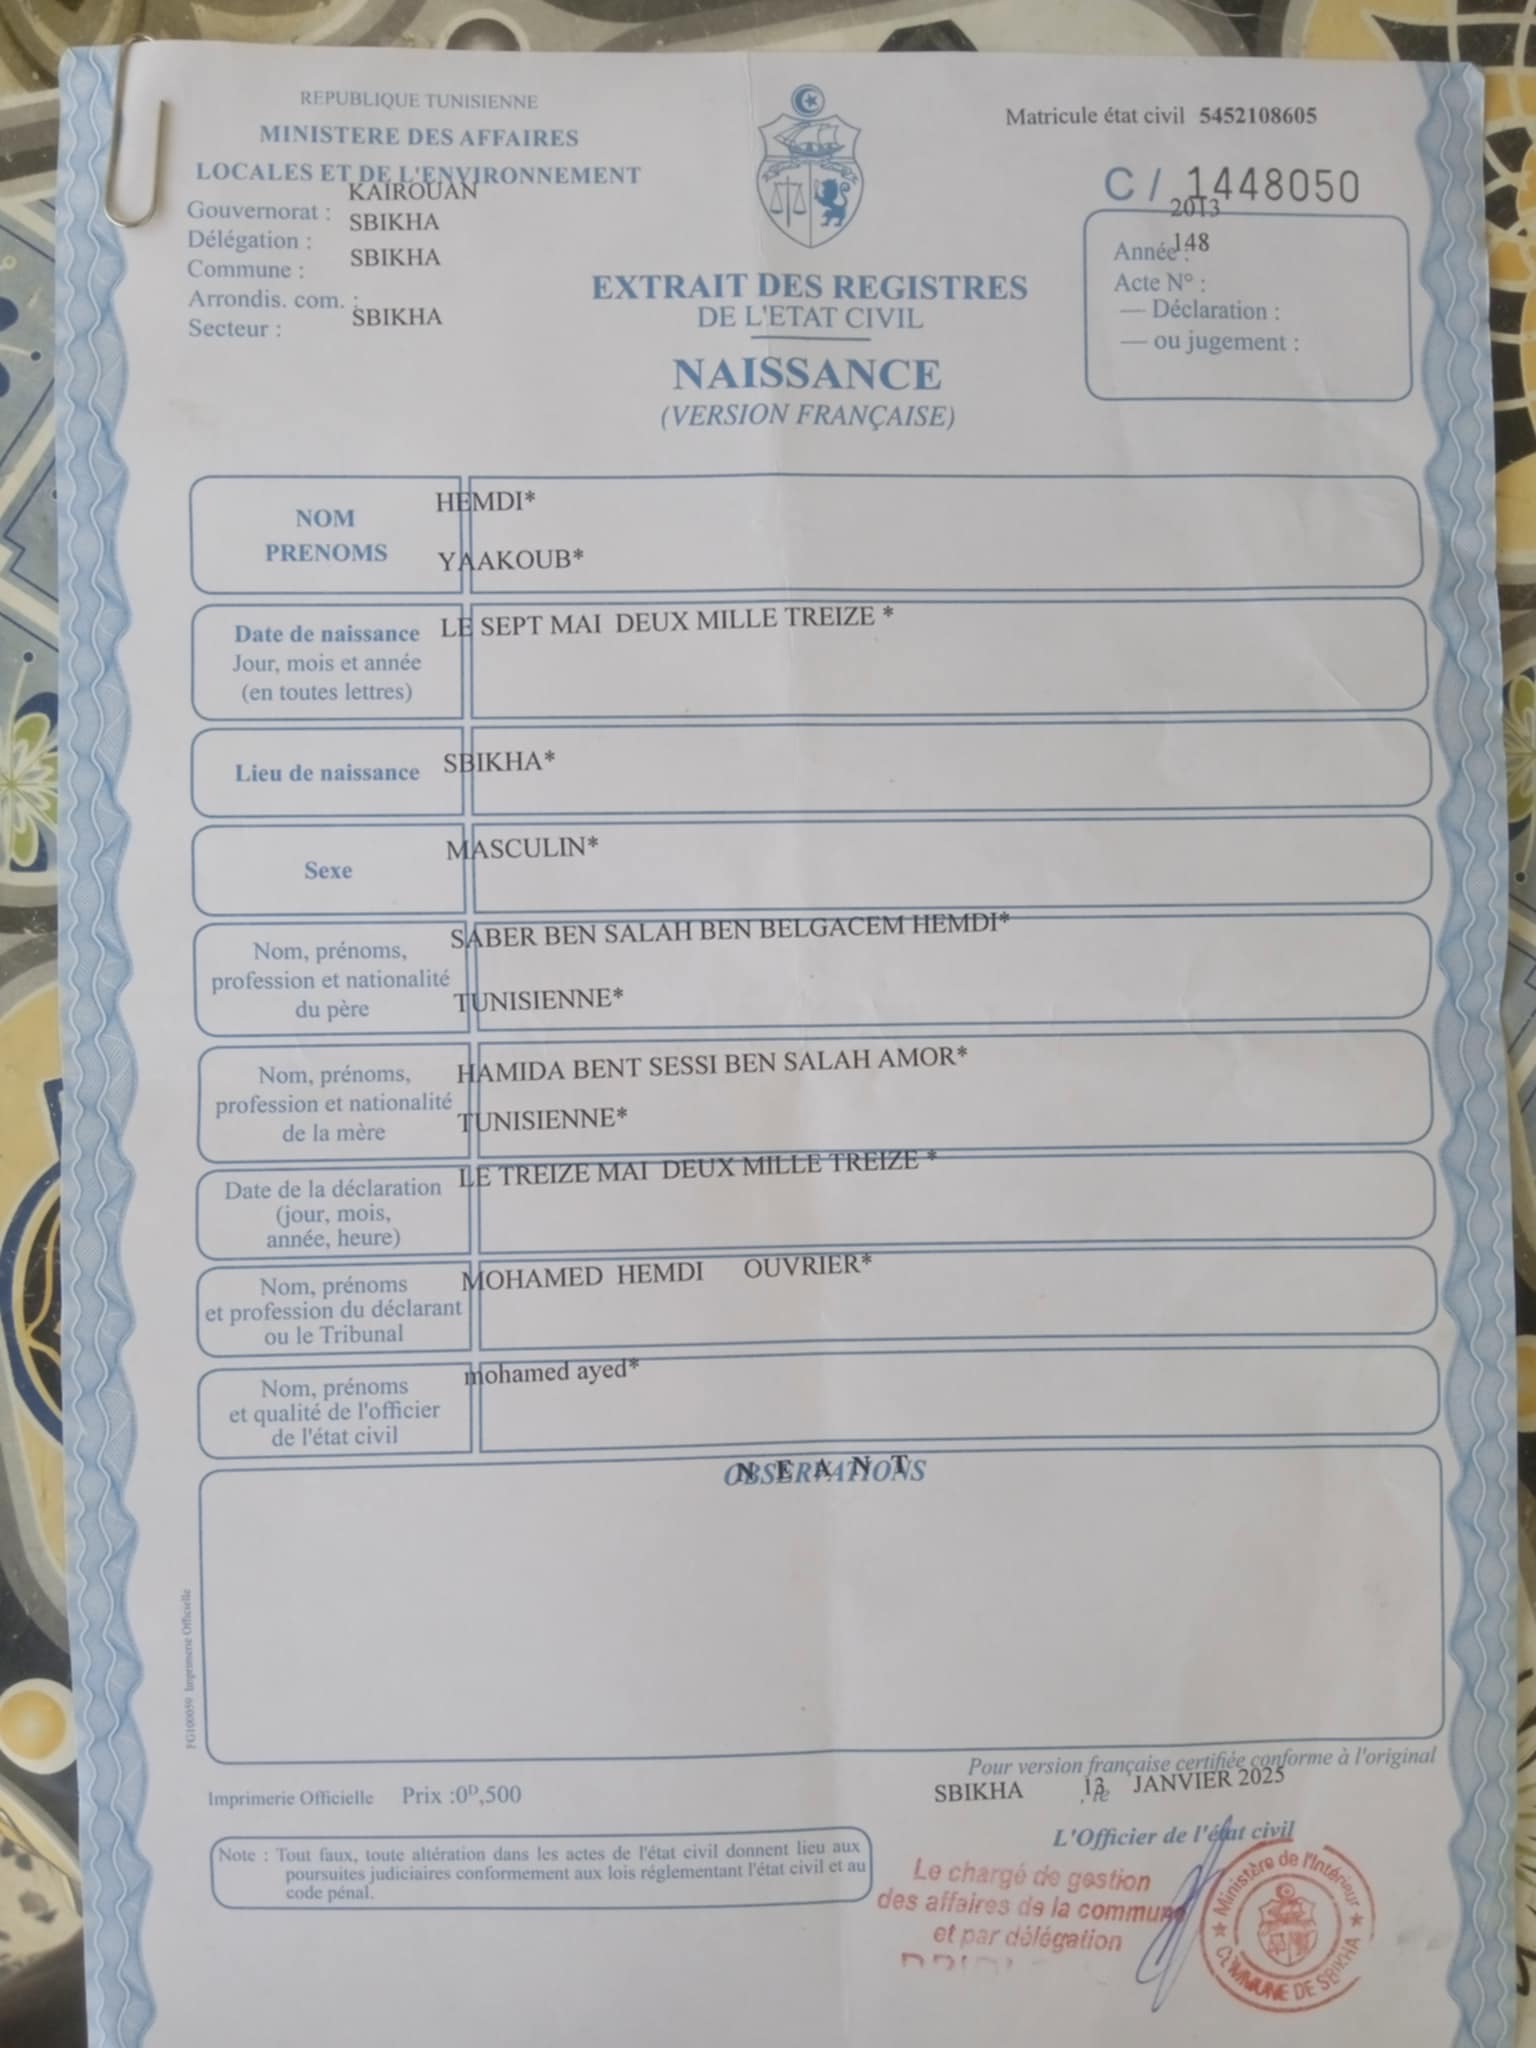 REPUBLIQUE TUNISIENNE
MINISTERE DES AFFAIRES
LOCALES ET DE L'ENVIRONNEMENT
Gouvernorat : KAIROUAN
Délégation : SBIKHA
Commune : SBIKHA
Arrondis. com. :
Secteur : SBIKHA
Matricule état civil 5452108605
C / 1448050
Année : 2013
Acte N° : 148
— Déclaration :
— ou jugement :
EXTRAIT DES REGISTRES
DE L'ETAT CIVIL
NAISSANCE
(VERSION FRANÇAISE)
NOM HEMDI*
PRENOMS YAAKOUB*
Date de naissance LE SEPT MAI DEUX MILLE TREIZE *
Jour, mois et année
(en toutes lettres)
Lieu de naissance SBIKHA*
Sexe MASCULIN*
Nom, prénoms, SABER BEN SALAH BEN BELGACEM HEMDI*
profession et nationalité
du père TUNISIENNE*
Nom, prénoms, HAMIDA BENT SESSI BEN SALAH AMOR*
profession et nationalité
de la mère TUNISIENNE*
Date de la déclaration LE TREIZE MAI DEUX MILLE TREIZE *
(jour, mois,
année, heure)
Nom, prénoms MOHAMED HEMDI OUVRIER*
et profession du déclarant
ou le Tribunal
Nom, prénoms mohamed ayed*
et qualité de l'officier
de l'état civil
OBSERVATIONS
N E A N T
FG100059 Imprimerie Officielle
Pour version française certifiée conforme à l'original
SBIKHA , le 13 JANVIER 2025
Imprimerie Officielle Prix :0ᴰ,500
L'Officier de l'état civil
Note : Tout faux, toute altération dans les actes de l'état civil donnent lieu aux
poursuites judiciaires conformement aux lois réglementant l'état civil et au
code pénal.
Le chargé de gestion
des affaires de la commune
et par délégation
Ministère de l'Intérieur
COMMUNE DE SBIKHA